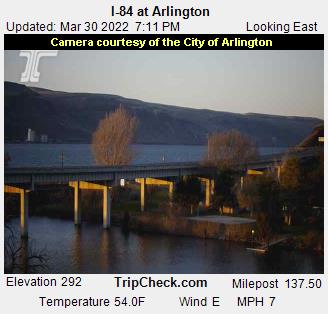 I-84 at Arlington
Updated: Mar 30 2022 7:11 PM Looking East
Camera courtesy of the City of Arlington
Elevation 292 TripCheck.com Milepost 137.50
Temperature 54.0F Wind E MPH 7